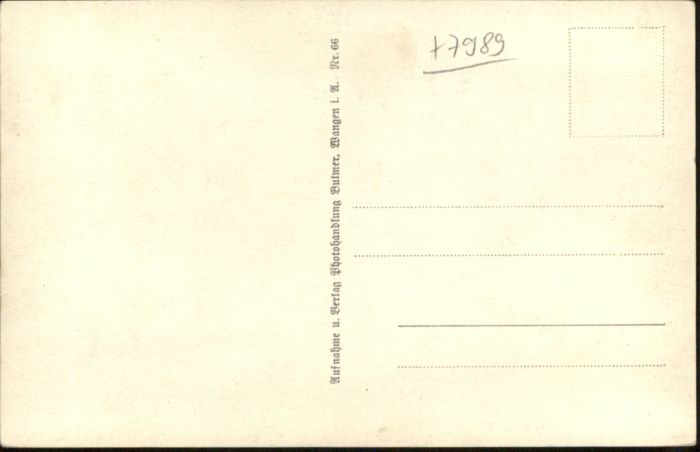 +7989
Aufnahme u. Verlag Photohandlung Bulmer, Wangen i. A. Nr. 66